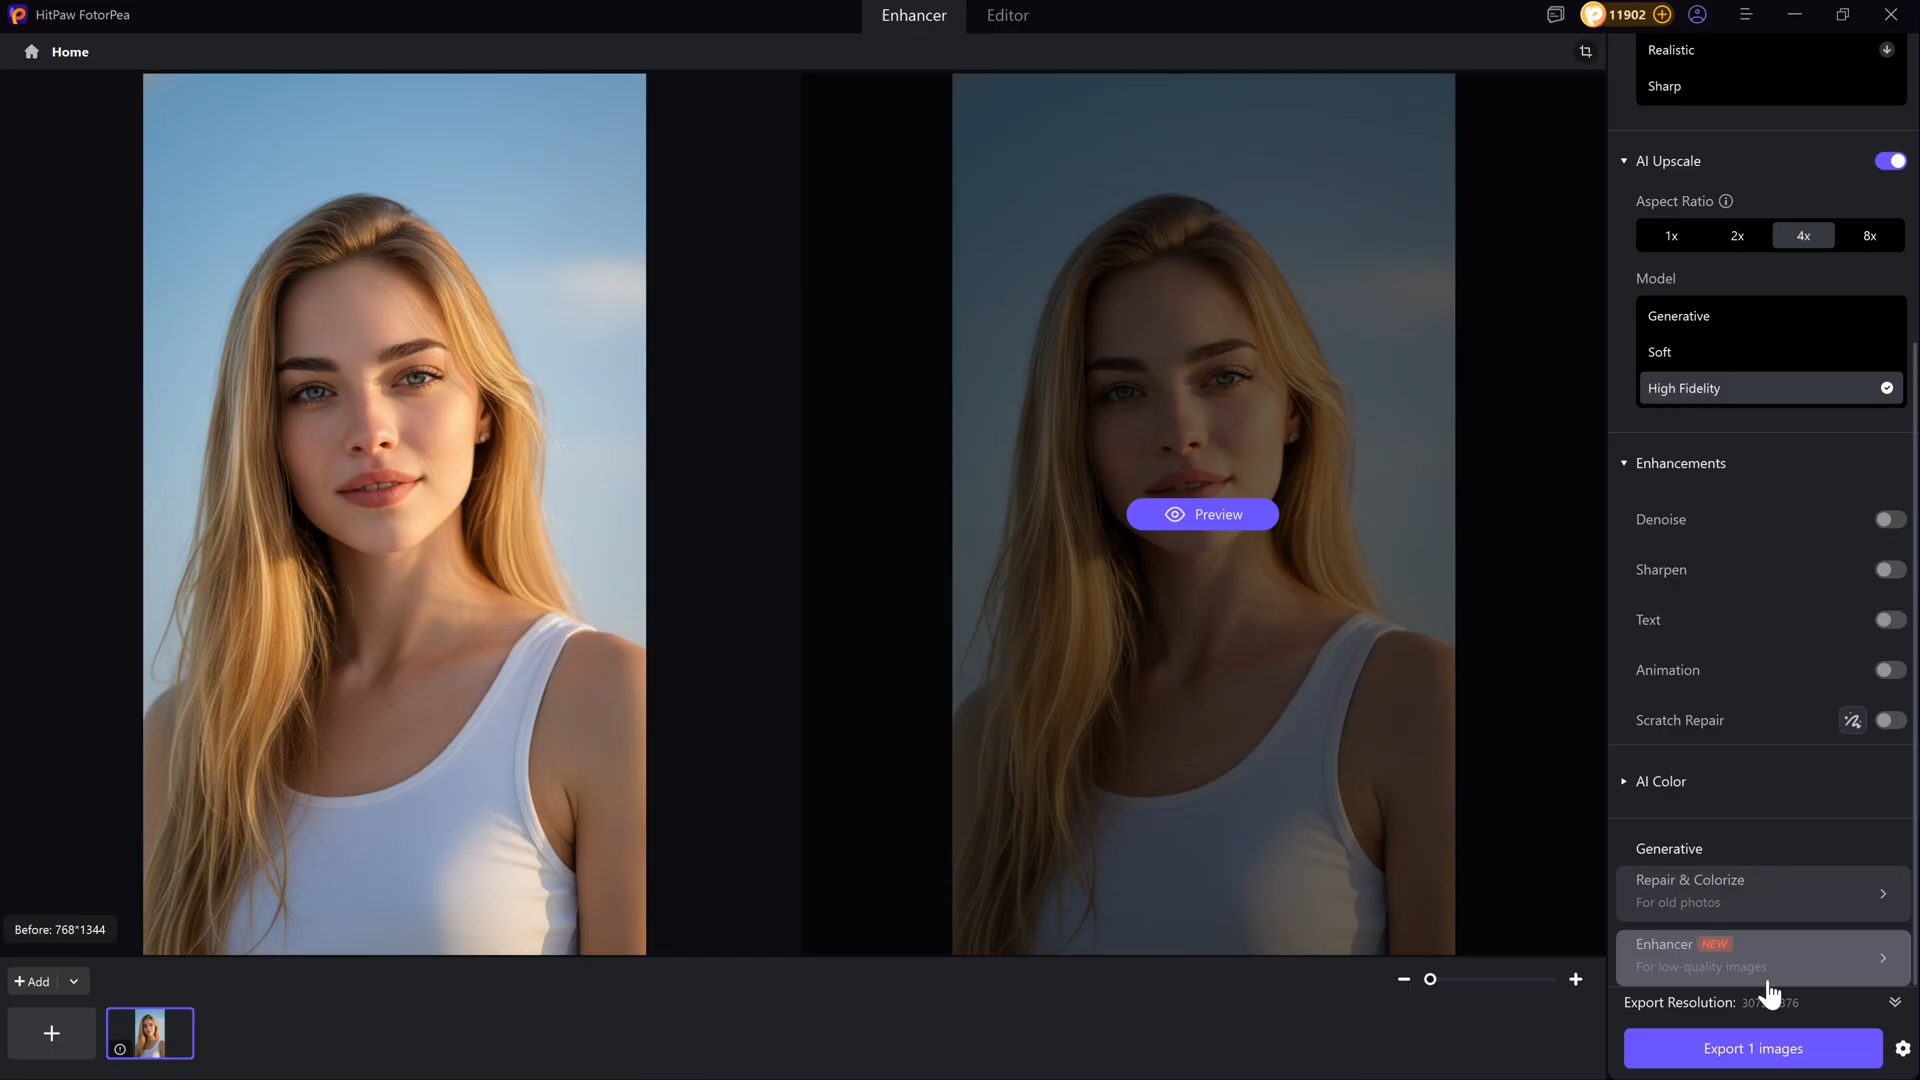 HitPaw FotorPea
Enhancer
Editor
11902
Home
Realistic
Sharp
AI Upscale
Aspect Ratio
1x
2x
4x
8x
Model
Generative
Soft
High Fidelity
Enhancements
Denoise
Sharpen
Text
Animation
Scratch Repair
AI Color
Generative
Repair & Colorize
For old photos
Enhancer NEW
For low-quality images
Export Resolution:
Export 1 images
Preview
Before: 768*1344
Add